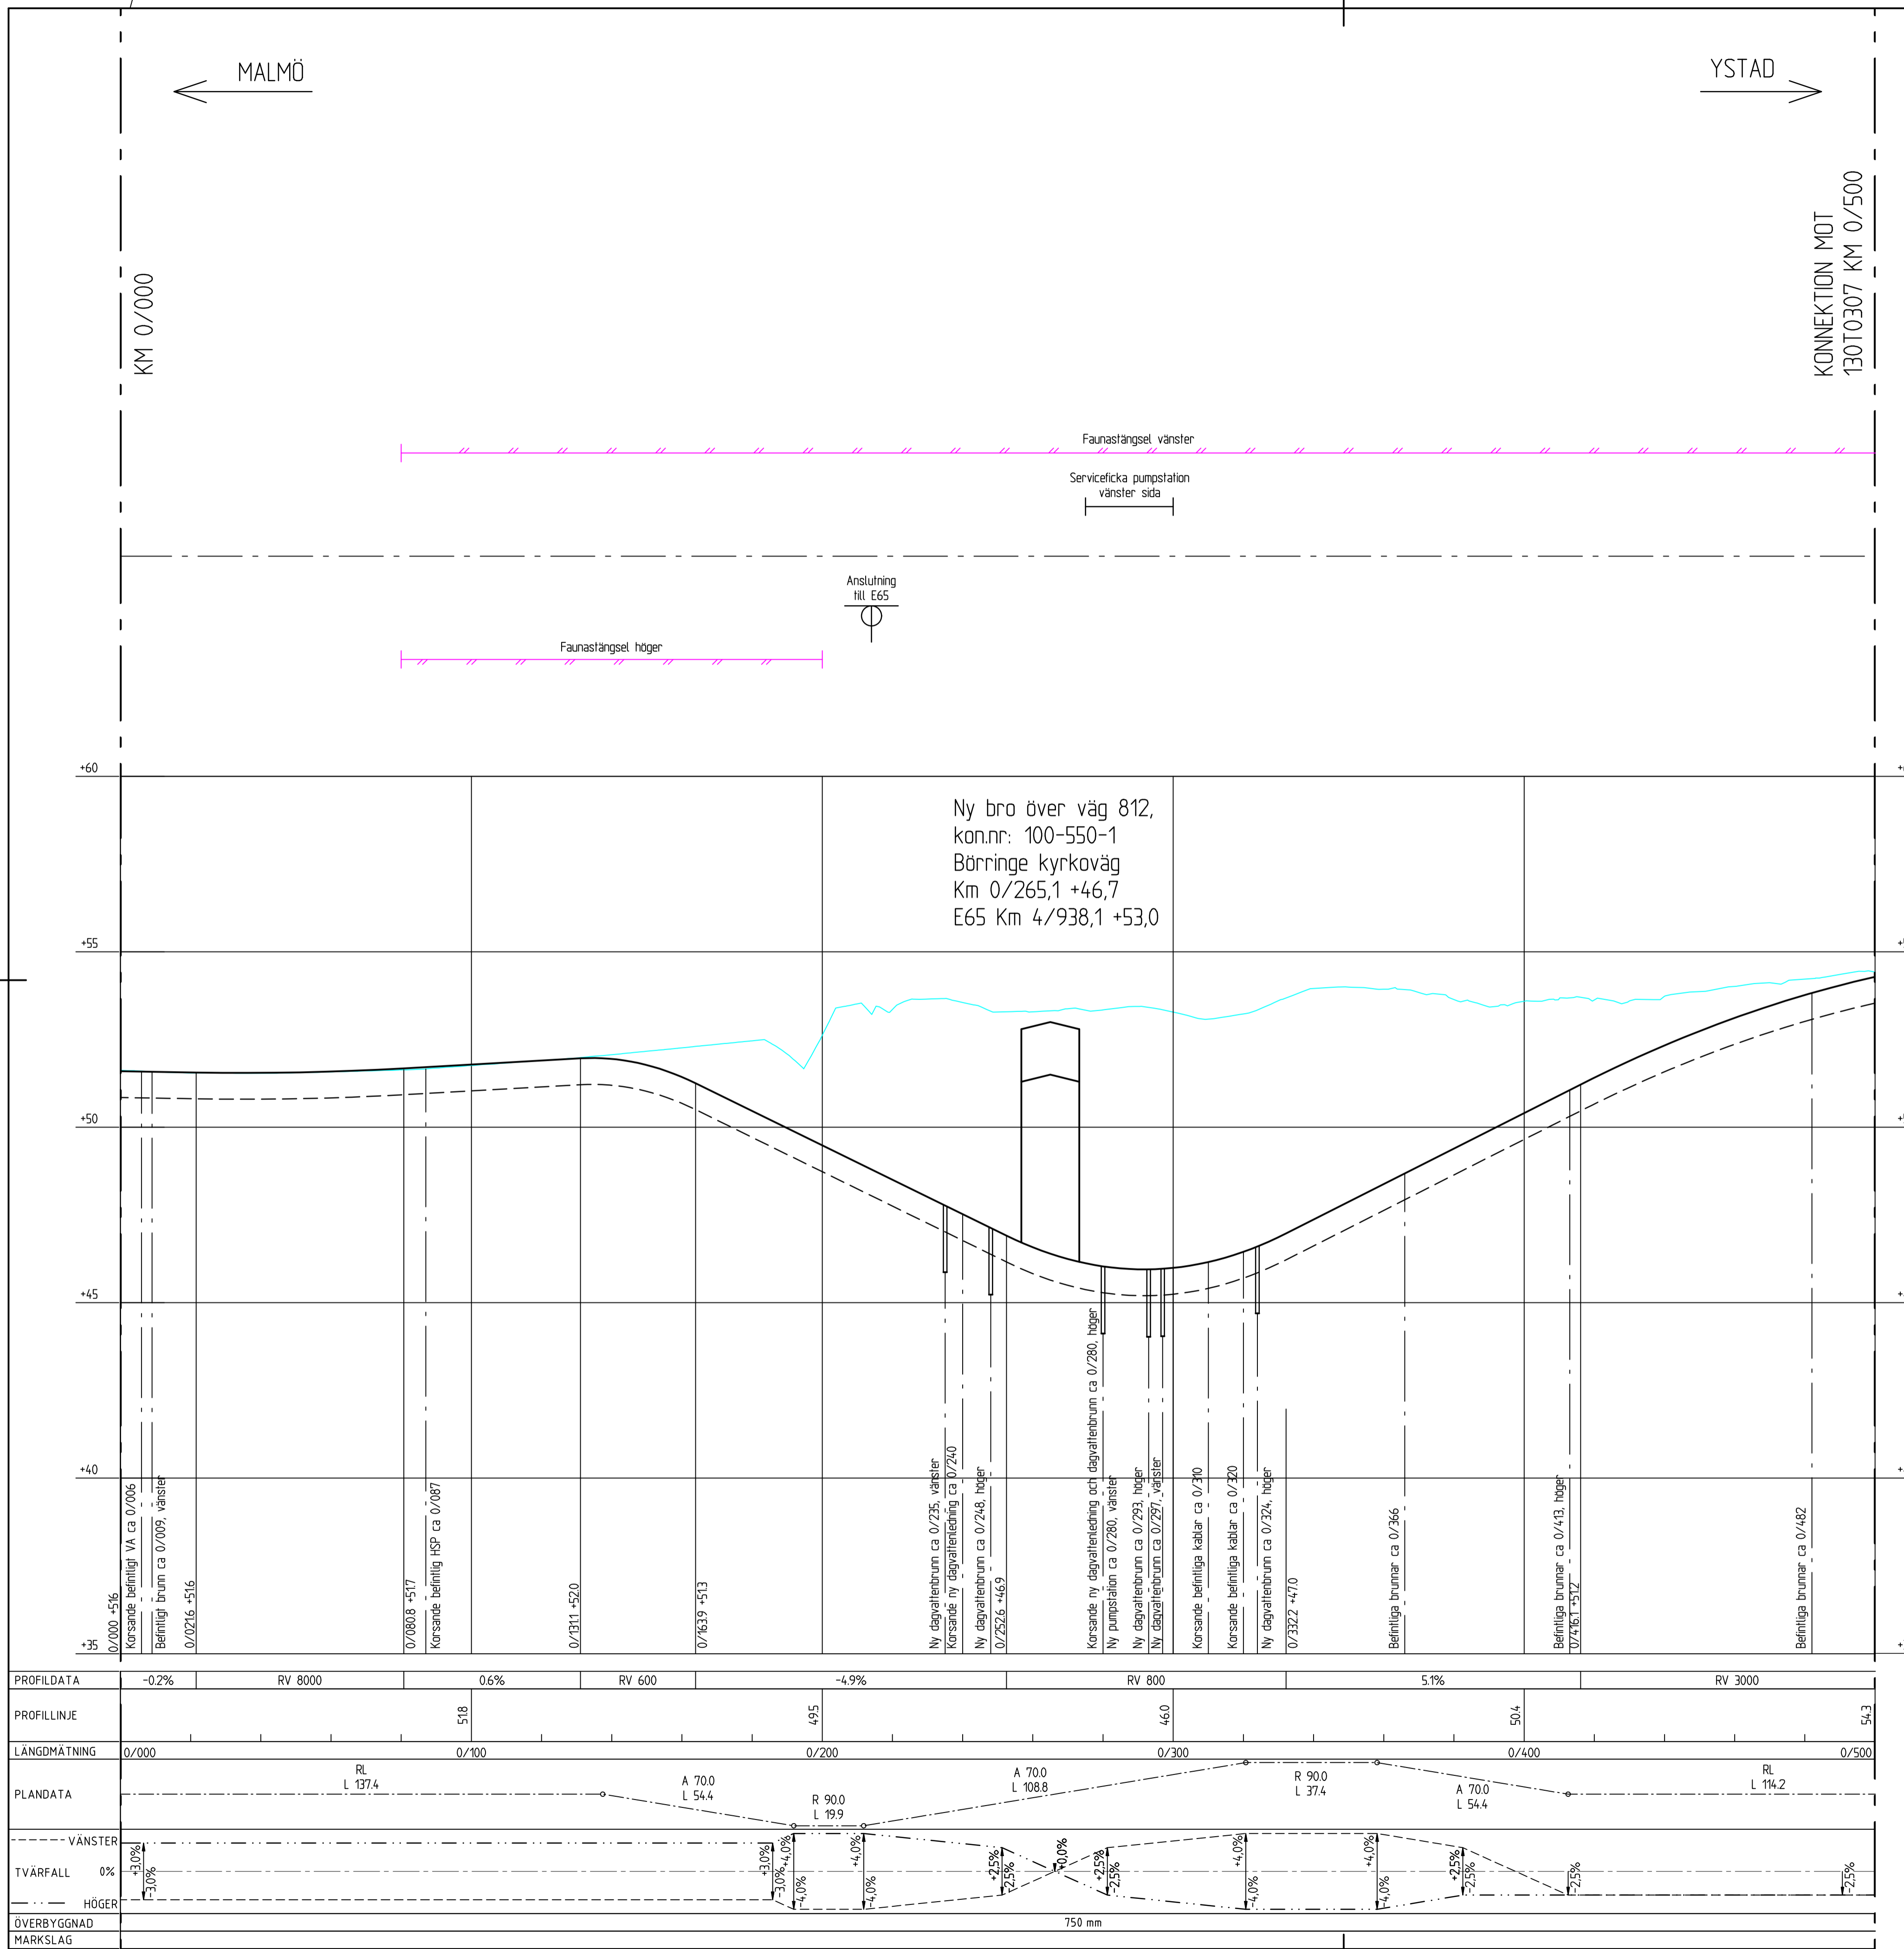 MALMÖ
YSTAD
KM 0/000
KONNEKTION MOT
130T0307 KM 0/500
Faunastängsel vänster
Serviceficka pumpstation
vänster sida
Anslutning
till E65
Faunastängsel höger
+60
Ny bro över väg 812,
kon.nr: 100-550-1
Börringe kyrkoväg
Km 0/265,1 +46,7
E65 Km 4/938,1 +53,0
+55
+50
+45
+40
+35
0/000 +51.6
Korsande befintligt VA ca 0/006
Befintligt brunn ca 0/009, vänster
0/021.6 +51.6
0/080.8 +51.7
Korsande befintlig HSP ca 0/087
0/131.1 +52.0
0/163.9 +51.3
Ny dagvattenbrunn ca 0/235, vänster
Korsande ny dagvattenledning ca 0/240
Ny dagvattenbrunn ca 0/248, höger
0/252.6 +46.9
Korsande ny dagvattenledning och dagvattenbrunn ca 0/280, höger
Ny pumpstation ca 0/280, vänster
Ny dagvattenbrunn ca 0/293, höger
Ny dagvattenbrunn ca 0/297, vänster
Korsande befintliga kablar ca 0/310
Korsande befintliga kablar ca 0/320
Ny dagvattenbrunn ca 0/324, höger
0/332.2 +47.0
Befintliga brunnar ca 0/366
Befintliga brunnar ca 0/413, höger
0/416.1 +51.2
Befintliga brunnar ca 0/482
PROFILDATA -0.2% RV 8000 0.6% RV 600 -4.9% RV 800 5.1% RV 3000
PROFILLINJE 51.8 49.5 46.0 50.4 54.3
LÄNGDMÄTNING 0/000 0/100 0/200 0/300 0/400 0/500
PLANDATA
RL
L 137.4
A 70.0
L 54.4
R 90.0
L 19.9
A 70.0
L 108.8
R 90.0
L 37.4
A 70.0
L 54.4
RL
L 114.2
VÄNSTER
TVÄRFALL 0%
HÖGER
+3,0% -3,0% +3,0% -3,0% +4,0% -4,0% +4,0% -4,0% +2,5% -2,5% +0,0% +2,5% -2,5% +4,0% -4,0% +4,0% -4,0% +2,5% -2,5% -2,5% -2,5%
ÖVERBYGGNAD 750 mm
MARKSLAG